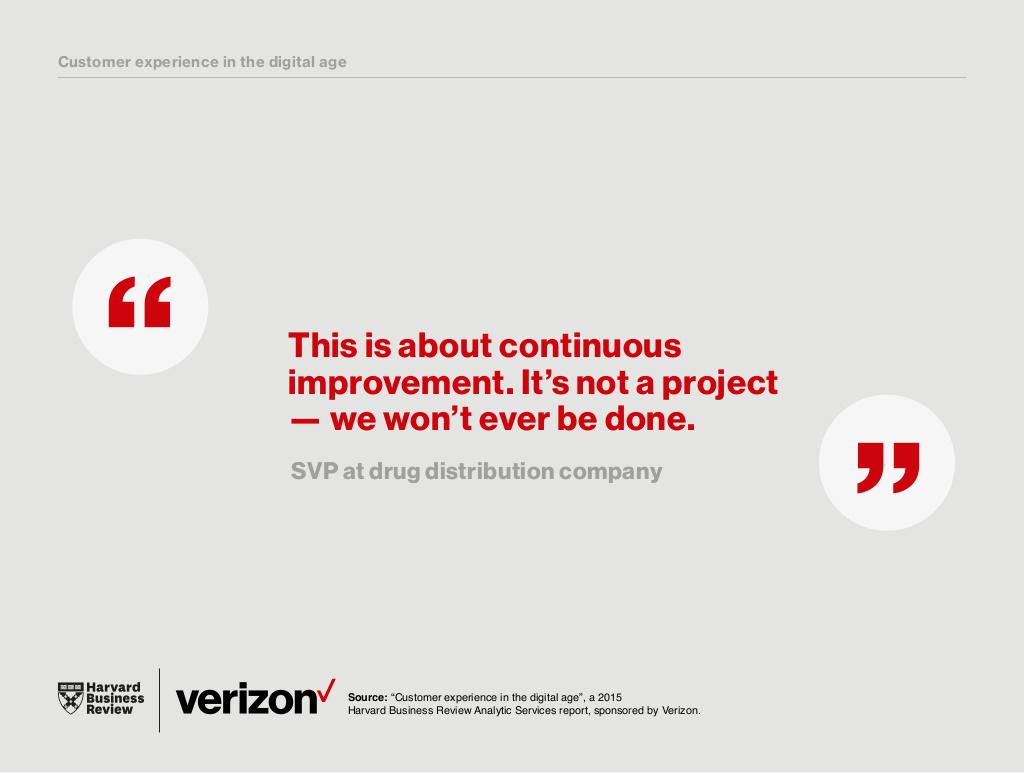 Customer experience in the digital age
“
This is about continuous
improvement. It’s not a project
— we won’t ever be done.
”
SVP at drug distribution company
Harvard
Business
Review
verizon✓
Source: “Customer experience in the digital age”, a 2015
Harvard Business Review Analytic Services report, sponsored by Verizon.